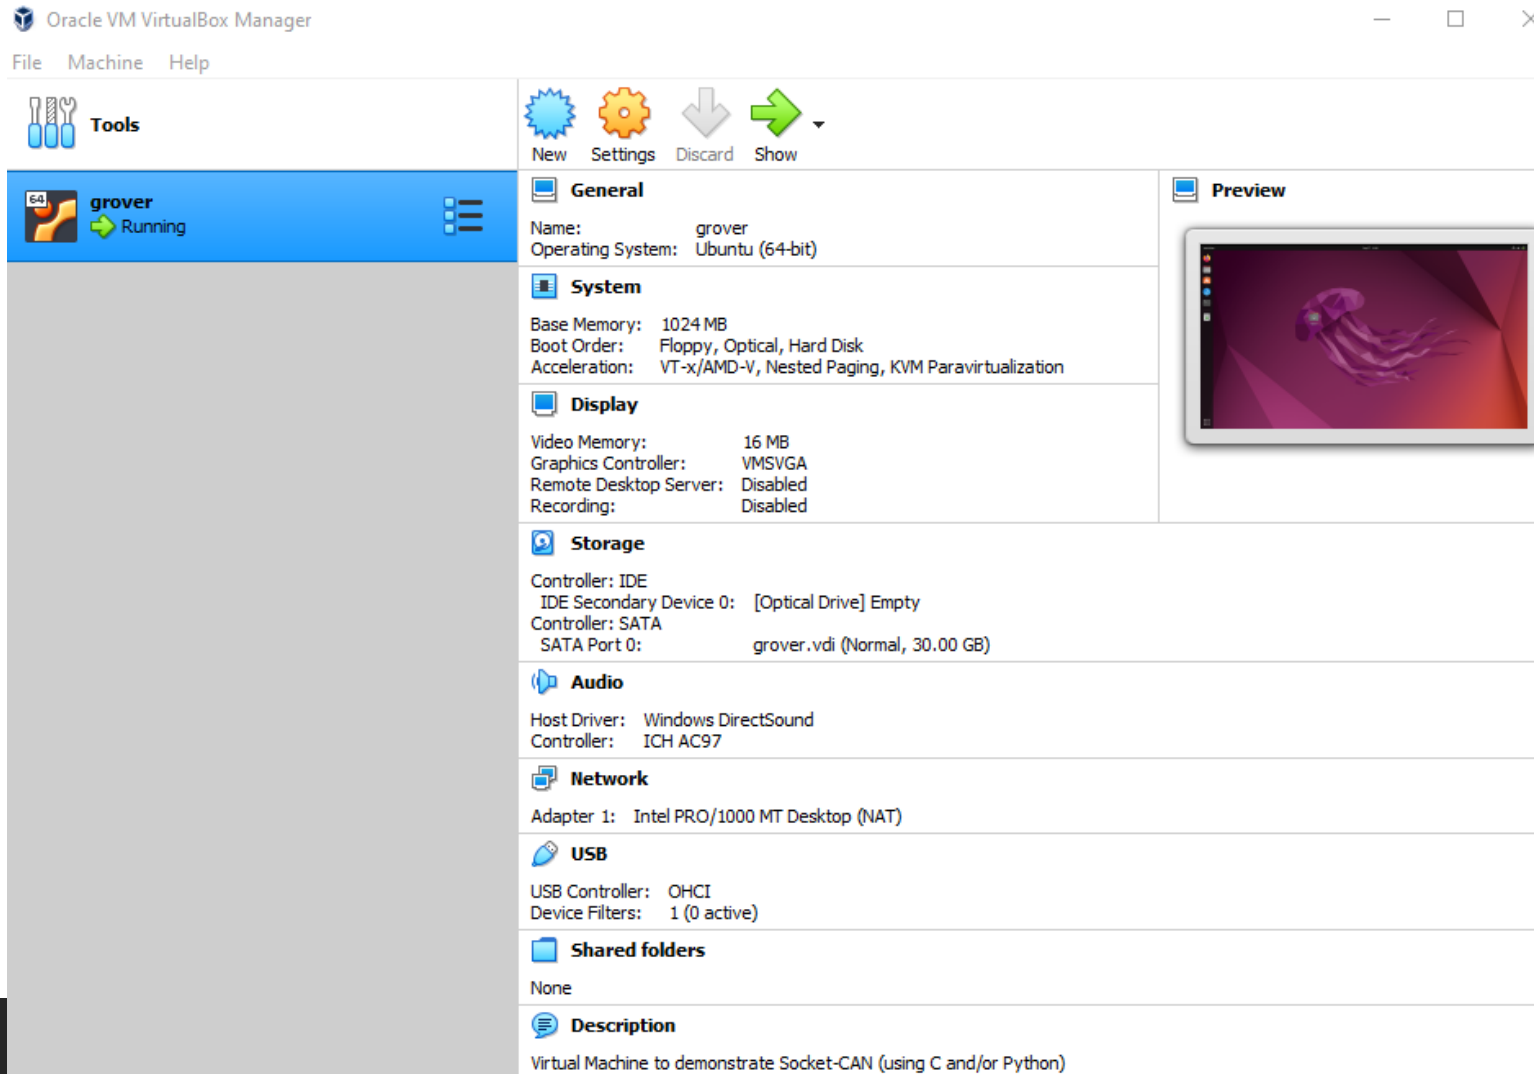 Oracle VM VirtualBox Manager
File Machine Help
Tools
New Settings Discard Show
64
grover
Running
General
Name: grover
Operating System: Ubuntu (64-bit)
System
Base Memory: 1024 MB
Boot Order: Floppy, Optical, Hard Disk
Acceleration: VT-x/AMD-V, Nested Paging, KVM Paravirtualization
Display
Video Memory: 16 MB
Graphics Controller: VMSVGA
Remote Desktop Server: Disabled
Recording: Disabled
Preview
Storage
Controller: IDE
IDE Secondary Device 0: [Optical Drive] Empty
Controller: SATA
SATA Port 0: grover.vdi (Normal, 30.00 GB)
Audio
Host Driver: Windows DirectSound
Controller: ICH AC97
Network
Adapter 1: Intel PRO/1000 MT Desktop (NAT)
USB
USB Controller: OHCI
Device Filters: 1 (0 active)
Shared folders
None
Description
Virtual Machine to demonstrate Socket-CAN (using C and/or Python)